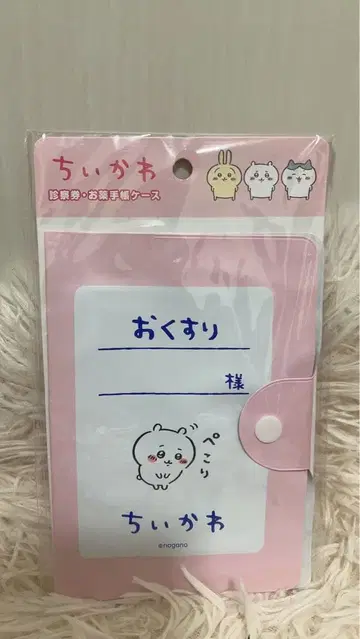 ちいかわ
診察券・お薬手帳ケース
おくすり
様
ぺこり
ちいかわ
©nagano